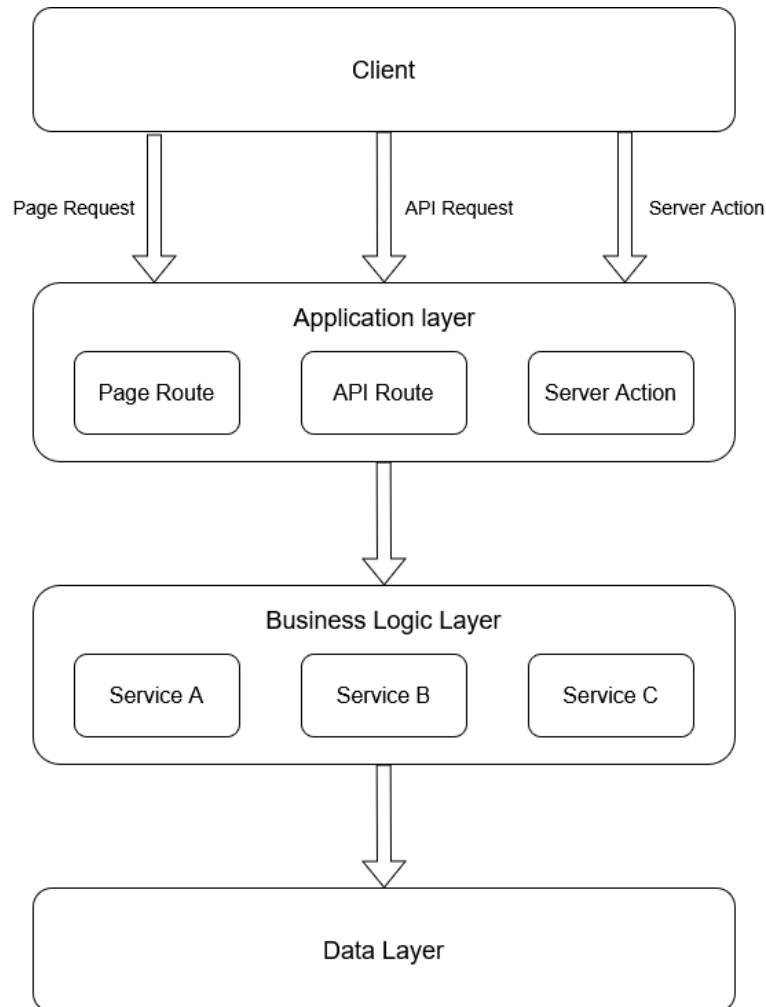 Client
Page Request
API Request
Server Action
Application layer
Page Route
API Route
Server Action
Business Logic Layer
Service A
Service B
Service C
Data Layer